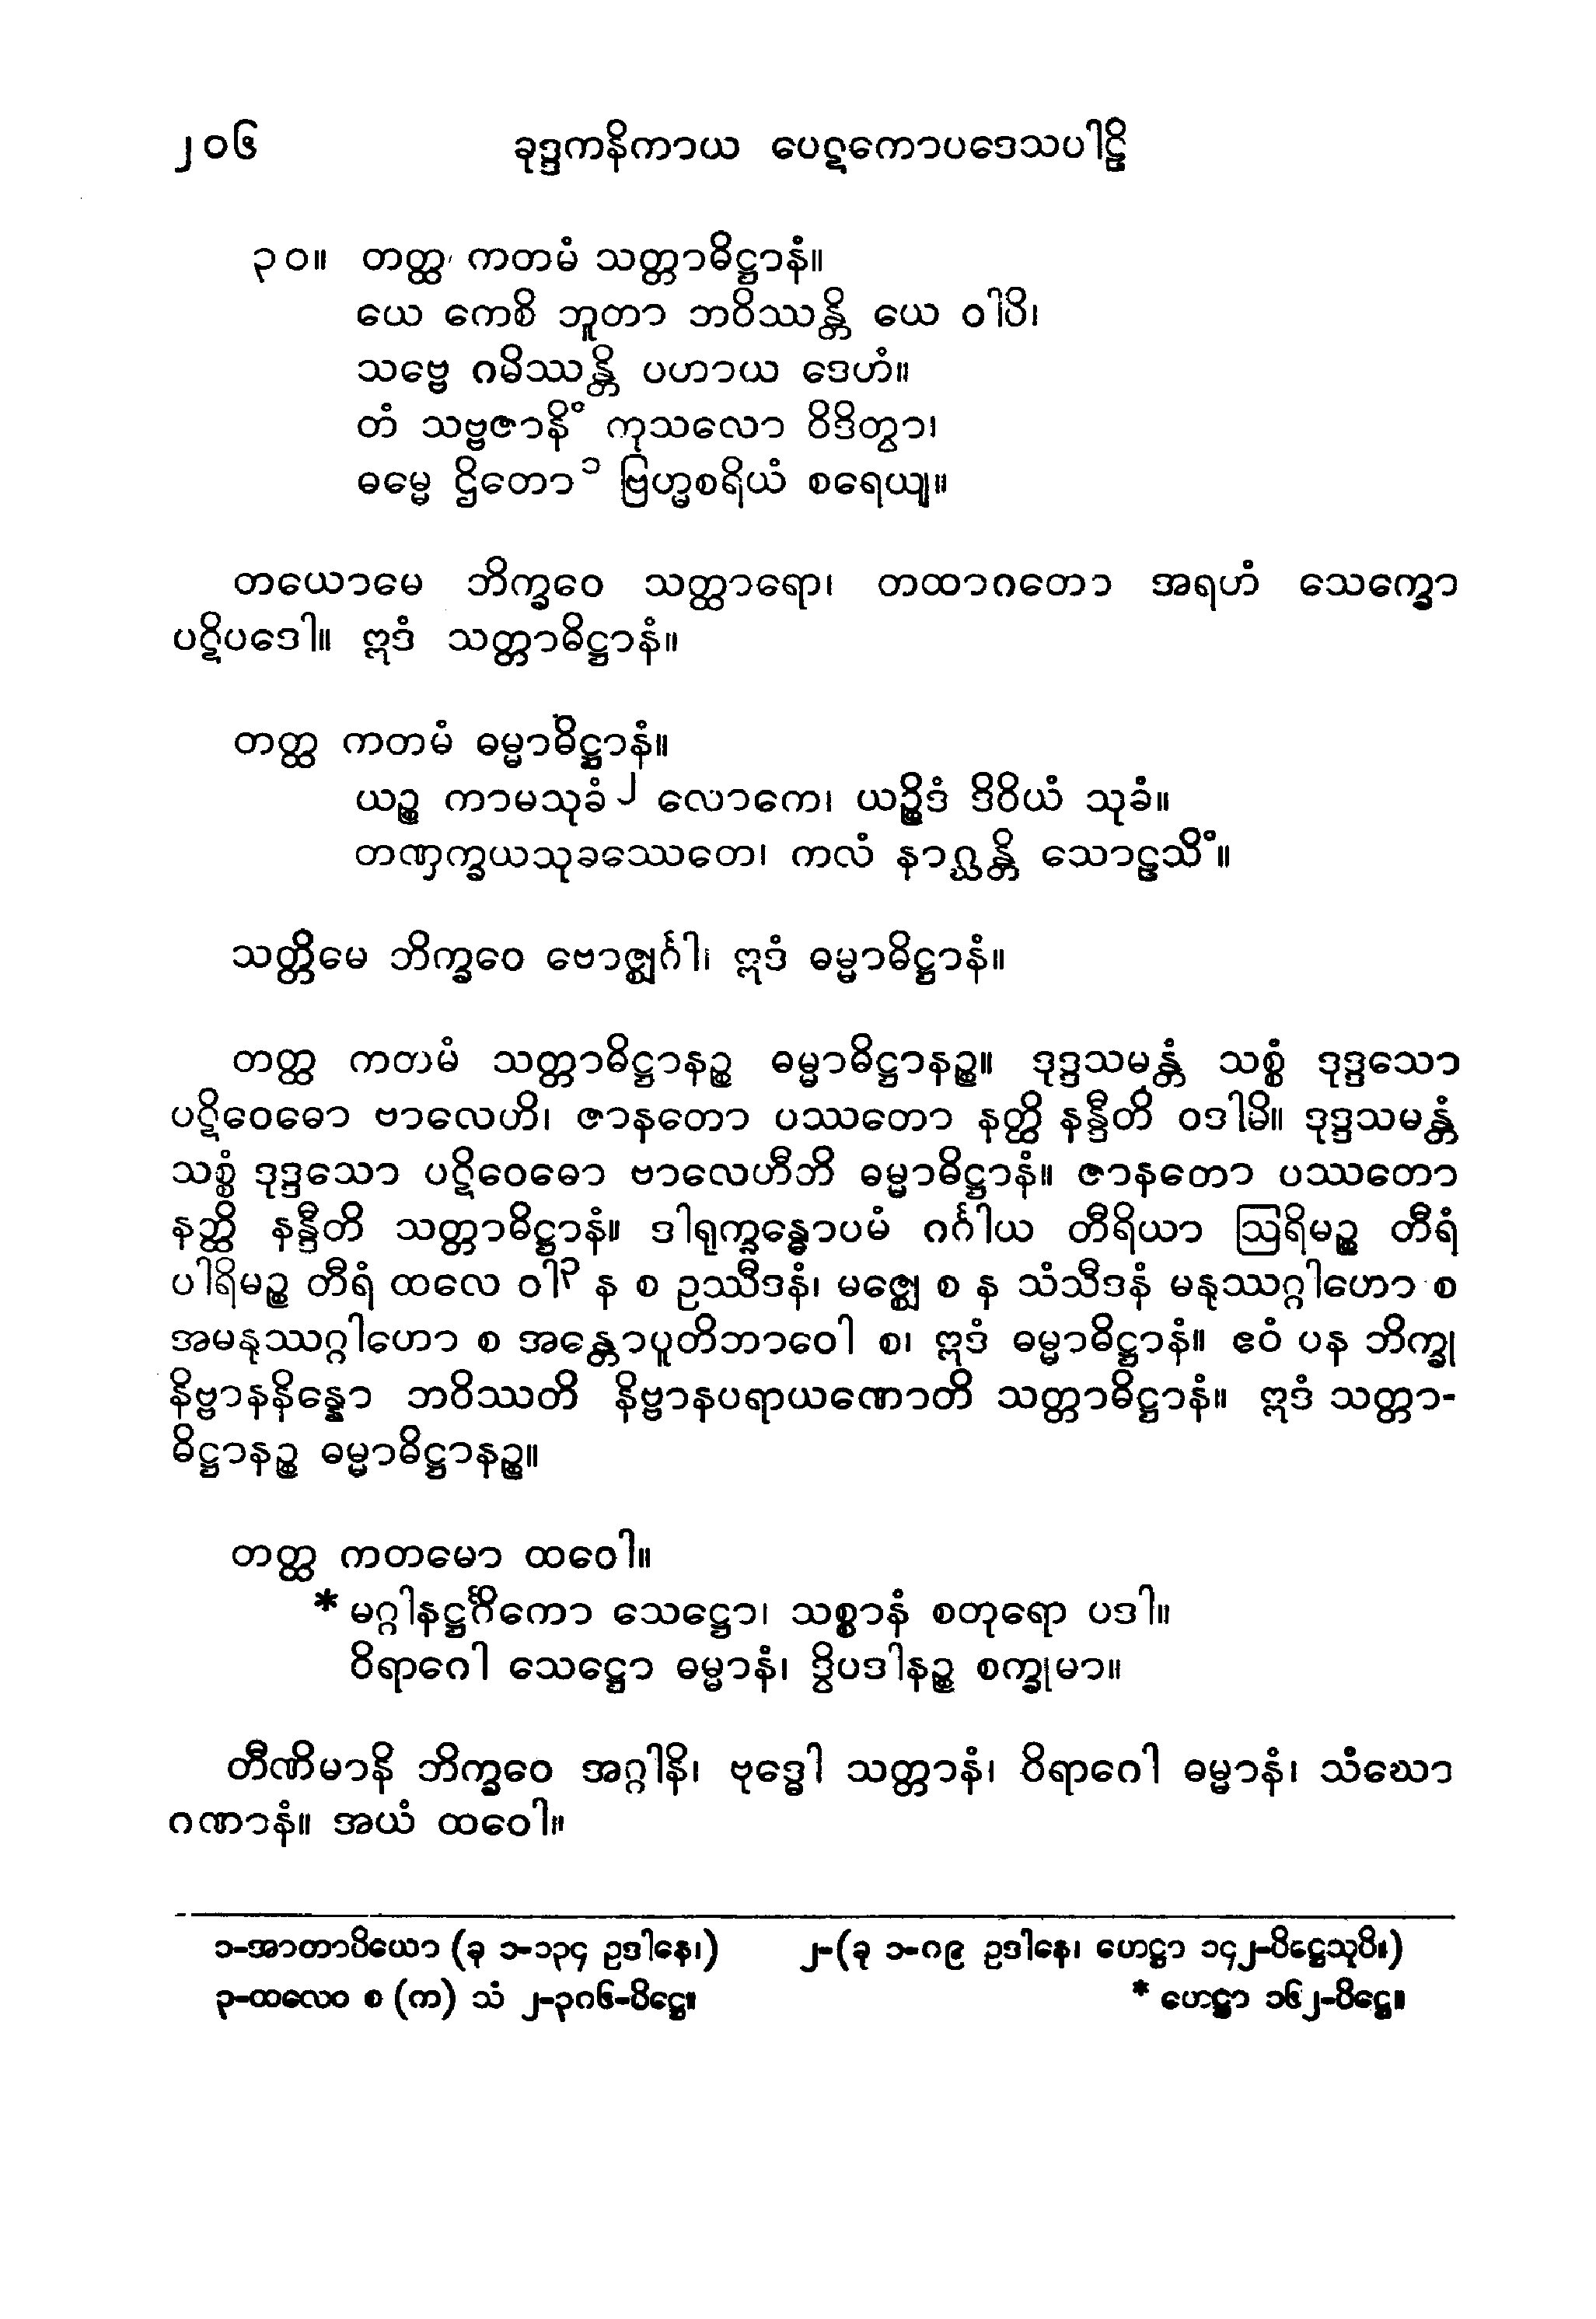 ၂၀၆ ခုဒ္ဒကနိကာယ ပေဋကောပဒေသပါဠိ
၃၀။ တတ္ထ ကတမံ သတ္တာဓိဋ္ဌာနံ။
ယေ ကေစိ ဘူတာ ဘဝိဿန္တိ ယေ ဝါပိ၊
သဗ္ဗေ ဂမိဿန္တိ ပဟာယ ဒေဟံ။
တံ သဗ္ဗဇာနိံ ကုသလော ဝိဒိတွာ၊
ဓမ္မေ ဌိတော ၁ ဗြဟ္မစရိယံ စရေယျ။
တယောမေ ဘိက္ခဝေ သတ္ထာရော၊ တထာဂတော အရဟံ သေက္ခော
ပဋိပဒေါ။ ဣဒံ သတ္တာဓိဋ္ဌာနံ။
တတ္ထ ကတမံ ဓမ္မာဓိဋ္ဌာနံ။
ယဉ္စ ကာမသုခံ ၂ လောကေ၊ ယဉ္စိဒံ ဒိဝိယံ သုခံ။
တဏှက္ခယသုခဿေတေ၊ ကလံ နာဂ္ဃန္တိ သောဠသိံ။
သတ္တိမေ ဘိက္ခဝေ ဗောဇ္ဈင်္ဂါ၊ ဣဒံ ဓမ္မာဓိဋ္ဌာနံ။
တတ္ထ ကတမံ သတ္တာဓိဋ္ဌာနဉ္စ ဓမ္မာဓိဋ္ဌာနဉ္စ။ ဒုဒ္ဒသမန္တံ သစ္စံ ဒုဒ္ဒသော
ပဋိဝေဓော ဗာလေဟိ၊ ဇာနတော ပဿတော နတ္ထိ နန္ဒီတိ ဝဒါမိ။ ဒုဒ္ဒသမန္တံ
သစ္စံ ဒုဒ္ဒသော ပဋိဝေဓော ဗာလေဟီဘိ ဓမ္မာဓိဋ္ဌာနံ။ ဇာနတော ပဿတော
နတ္ထိ နန္ဒီတိ သတ္တာဓိဋ္ဌာနံ။ ဒါရုက္ခန္ဓောပမံ ဂင်္ဂါယ တီရိယာ ဩရိမဉ္စ တီရံ
ပါရိမဉ္စ တီရံ ထလေ ဝါ ၃ န စ ဥဿီဒနံ၊ မဇ္ဈေ စ န သံသီဒနံ မနုဿဂ္ဂါဟော စ
အမနုဿဂ္ဂါဟော စ အန္တောပူတိဘာဝေါ စ၊ ဣဒံ ဓမ္မာဓိဋ္ဌာနံ။ ဧဝံ ပန ဘိက္ခု
နိဗ္ဗာနနိန္နော ဘဝိဿတိ နိဗ္ဗာနပရာယဏောတိ သတ္တာဓိဋ္ဌာနံ။ ဣဒံ သတ္တာ-
ဓိဋ္ဌာနဉ္စ ဓမ္မာဓိဋ္ဌာနဉ္စ။
တတ္ထ ကတမော ထဝေါ။
* မဂ္ဂါနဋ္ဌင်္ဂိကော သေဋ္ဌော၊ သစ္စာနံ စတုရော ပဒါ။
ဝိရာဂေါ သေဋ္ဌော ဓမ္မာနံ၊ ဒွိပဒါနဉ္စ စက္ခုမာ။
တီဏိမာနိ ဘိက္ခဝေ အဂ္ဂါနိ၊ ဗုဒ္ဓေါ သတ္တာနံ၊ ဝိရာဂေါ ဓမ္မာနံ၊ သံဃော
ဂဏာနံ။ အယံ ထဝေါ။
၁-အာတာပိယော (ခု ၁-၁၃၄ ဥဒါနေ၊) ၂-(ခု ၁-၈၉ ဥဒါနေ၊ ဟေဋ္ဌာ ၁၄၂-ပိဋ္ဌေသုပိ။)
၃-ထလေဝ စ (က) သံ ၂-၃၈၆-ပိဋ္ဌေ။ * ဟေဋ္ဌာ ၁၆၂-ပိဋ္ဌေ။